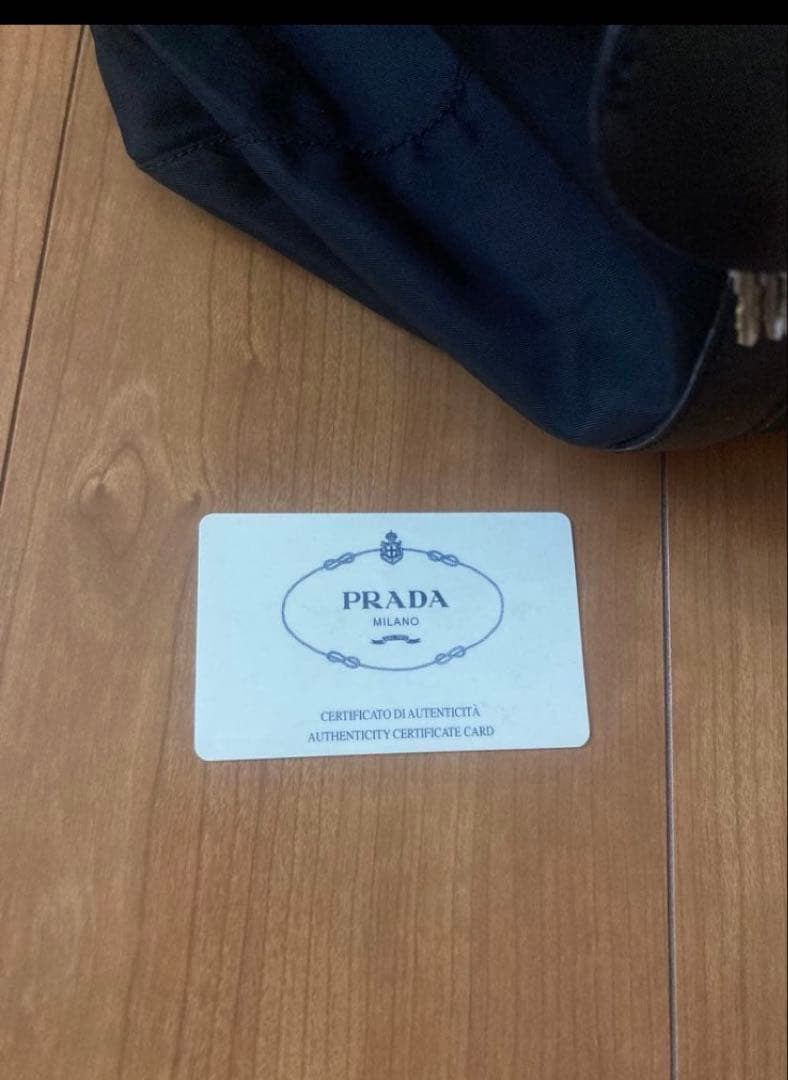 PRADA
MILANO
CERTIFICATO DI AUTENTICITÀ
AUTHENTICITY CERTIFICATE CARD